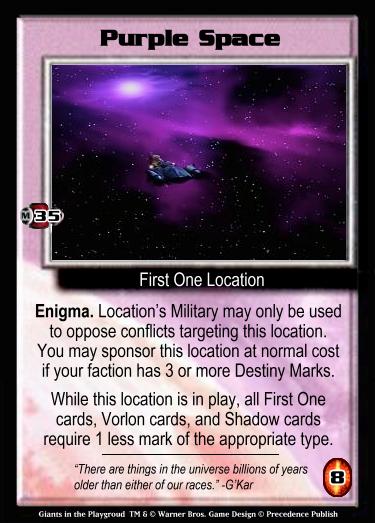 Purple Space
M 35
First One Location
Enigma. Location's Military may only be used
to oppose conflicts targeting this location.
You may sponsor this location at normal cost
if your faction has 3 or more Destiny Marks.
While this location is in play, all First One
cards, Vorlon cards, and Shadow cards
require 1 less mark of the appropriate type.
"There are things in the universe billions of years
older than either of our races." -G'Kar
8
Giants in the Playgroud TM & © Warner Bros. Game Design © Precedence Publish